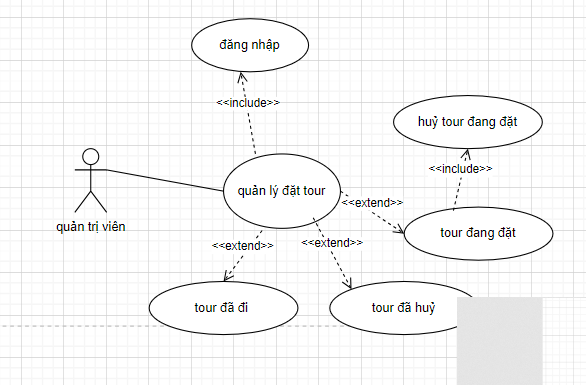 đăng nhập
<<include>>
huỷ tour đang đặt
<<include>>
quản lý đặt tour
<<extend>>
quản trị viên
tour đang đặt
<<extend>>
<<extend>>
tour đã đi
tour đã huỷ